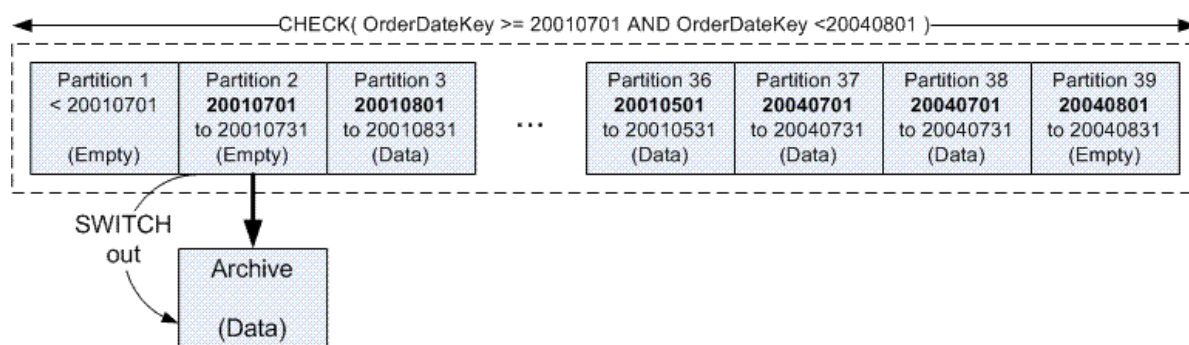 CHECK( OrderDateKey >= 20010701 AND OrderDateKey <20040801 )
Partition 1
< 20010701
(Empty)
Partition 2
20010701
to 20010731
(Empty)
Partition 3
20010801
to 20010831
(Data)
...
Partition 36
20010501
to 20010531
(Data)
Partition 37
20040701
to 20040731
(Data)
Partition 38
20040701
to 20040731
(Data)
Partition 39
20040801
to 20040831
(Empty)
SWITCH
out
Archive
(Data)